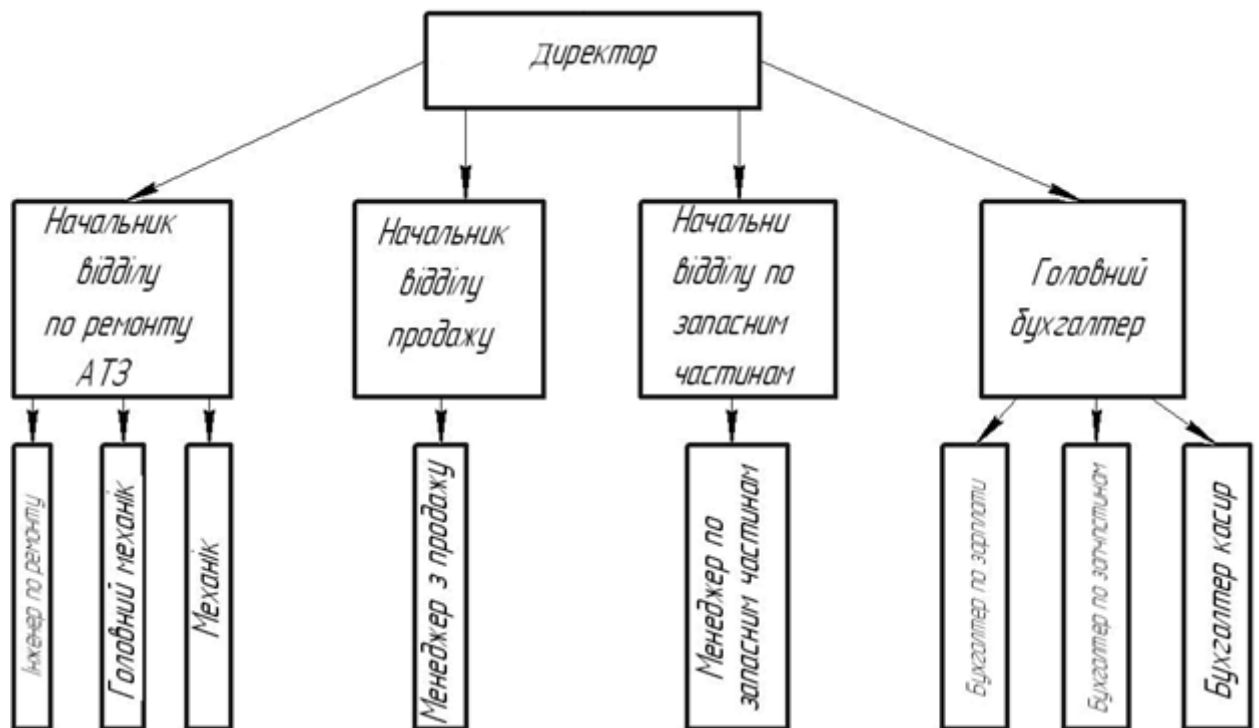 Директор
Начальник
відділу
по ремонту
АТЗ
Начальник
відділу
продажу
Начальни
відділу по
запасним
частинам
Головний
бухгалтер
Інженер по ремонту
Головний механік
Механік
Менеджер з продажу
Менеджер по
запасним частинам
Бухгалтер по зарплати
Бухгалтер по запчастинам
Бухгалтер касир